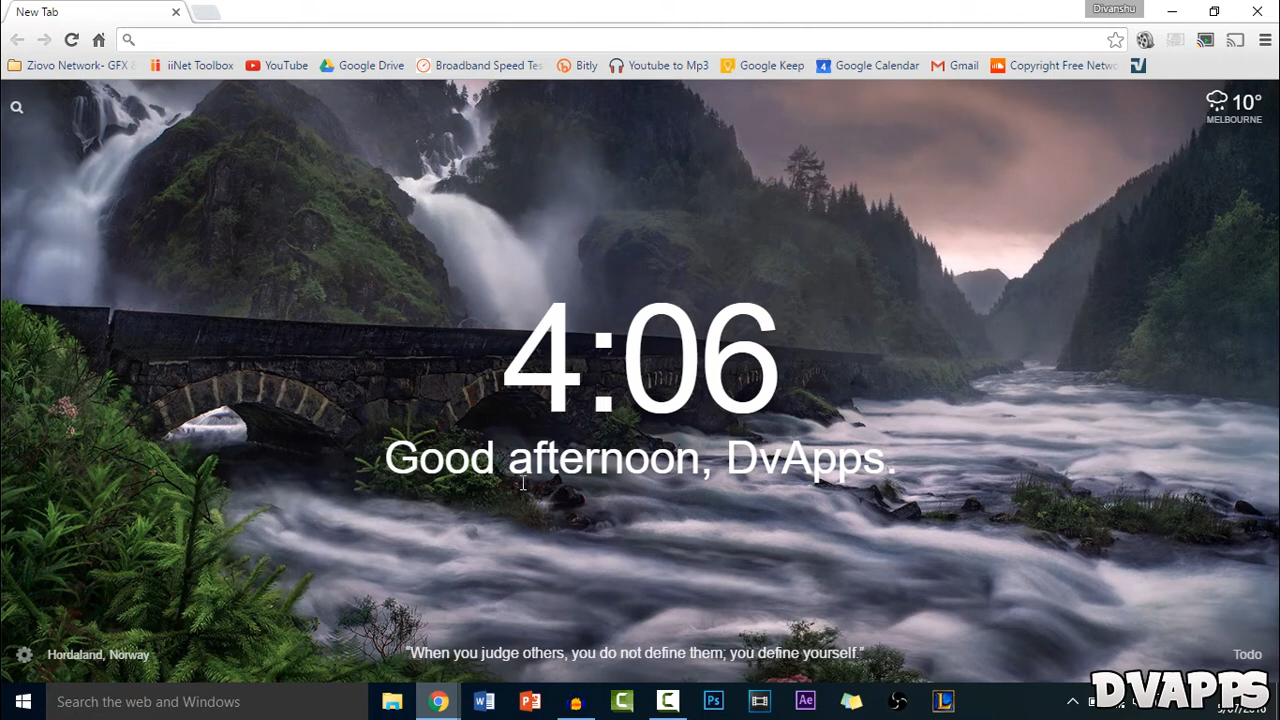 New Tab
Divanshu
Ziovo Network- GFX &
iiNet Toolbox
YouTube
Google Drive
Broadband Speed Tes
Bitly
Youtube to Mp3
Google Keep
Google Calendar
Gmail
Copyright Free Netwo
10°
MELBOURNE
4:06
Good afternoon, DvApps.
"When you judge others, you do not define them; you define yourself."
Hordaland, Norway
Todo
Search the web and Windows
DVAPPS